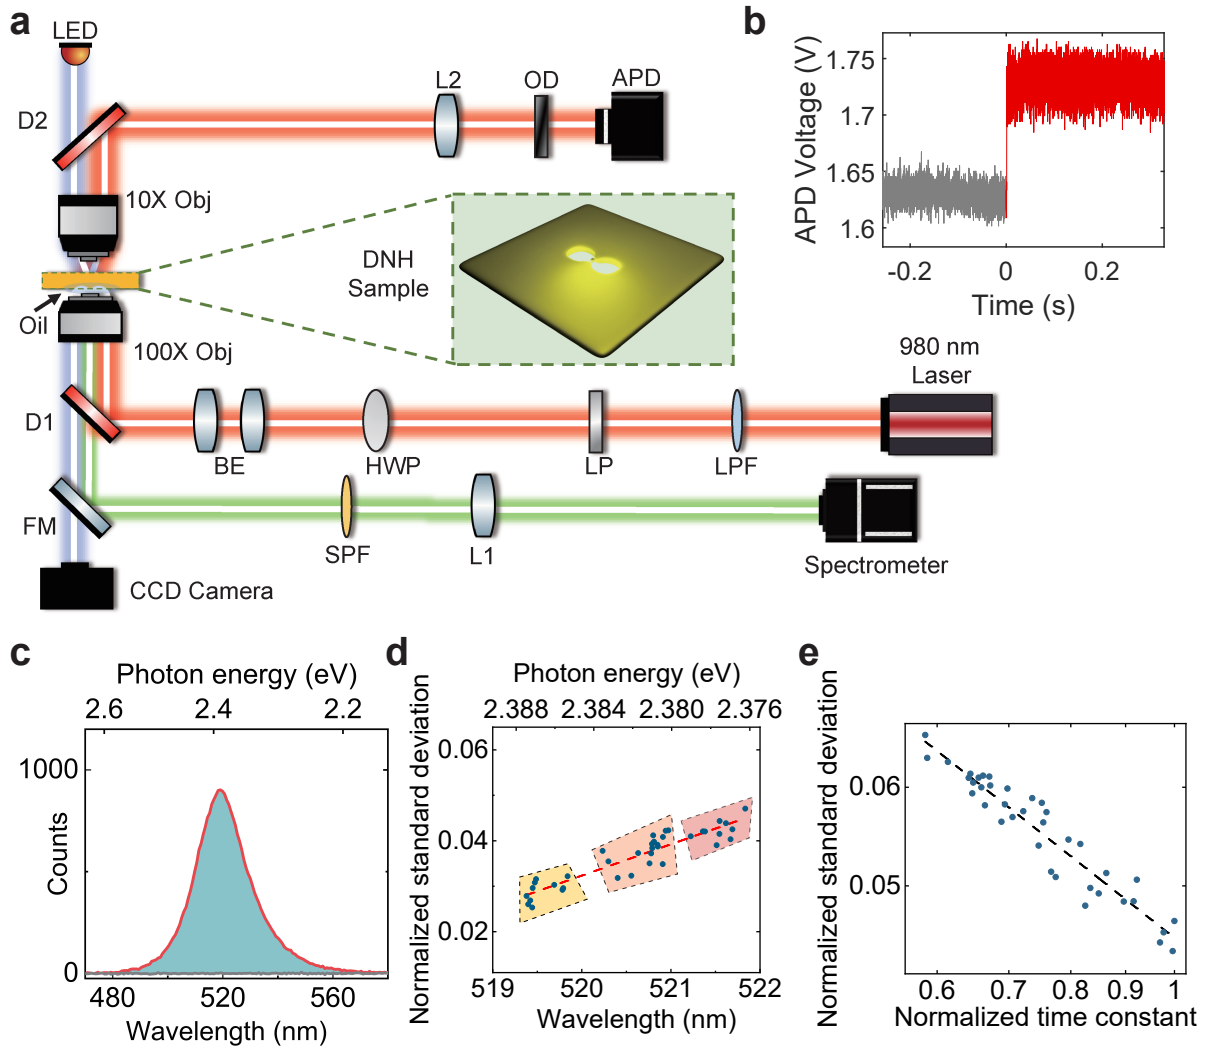 a
LED
D2
L2
OD
APD
10X Obj
DNH
Sample
Oil
100X Obj
980 nm
Laser
D1
BE
HWP
LP
LPF
FM
SPF
L1
Spectrometer
CCD Camera
b
APD Voltage (V)
1.75
1.7
1.65
1.6
-0.2
0
0.2
Time (s)
c
Photon energy (eV)
2.6
2.4
2.2
Counts
1000
0
480
520
560
Wavelength (nm)
d
Photon energy (eV)
2.388
2.384
2.380
2.376
Normalized standard deviation
0.06
0.04
0.02
519
520
521
522
Wavelength (nm)
e
Normalized standard deviation
0.06
0.05
0.6
0.7
0.8
0.9
1
Normalized time constant